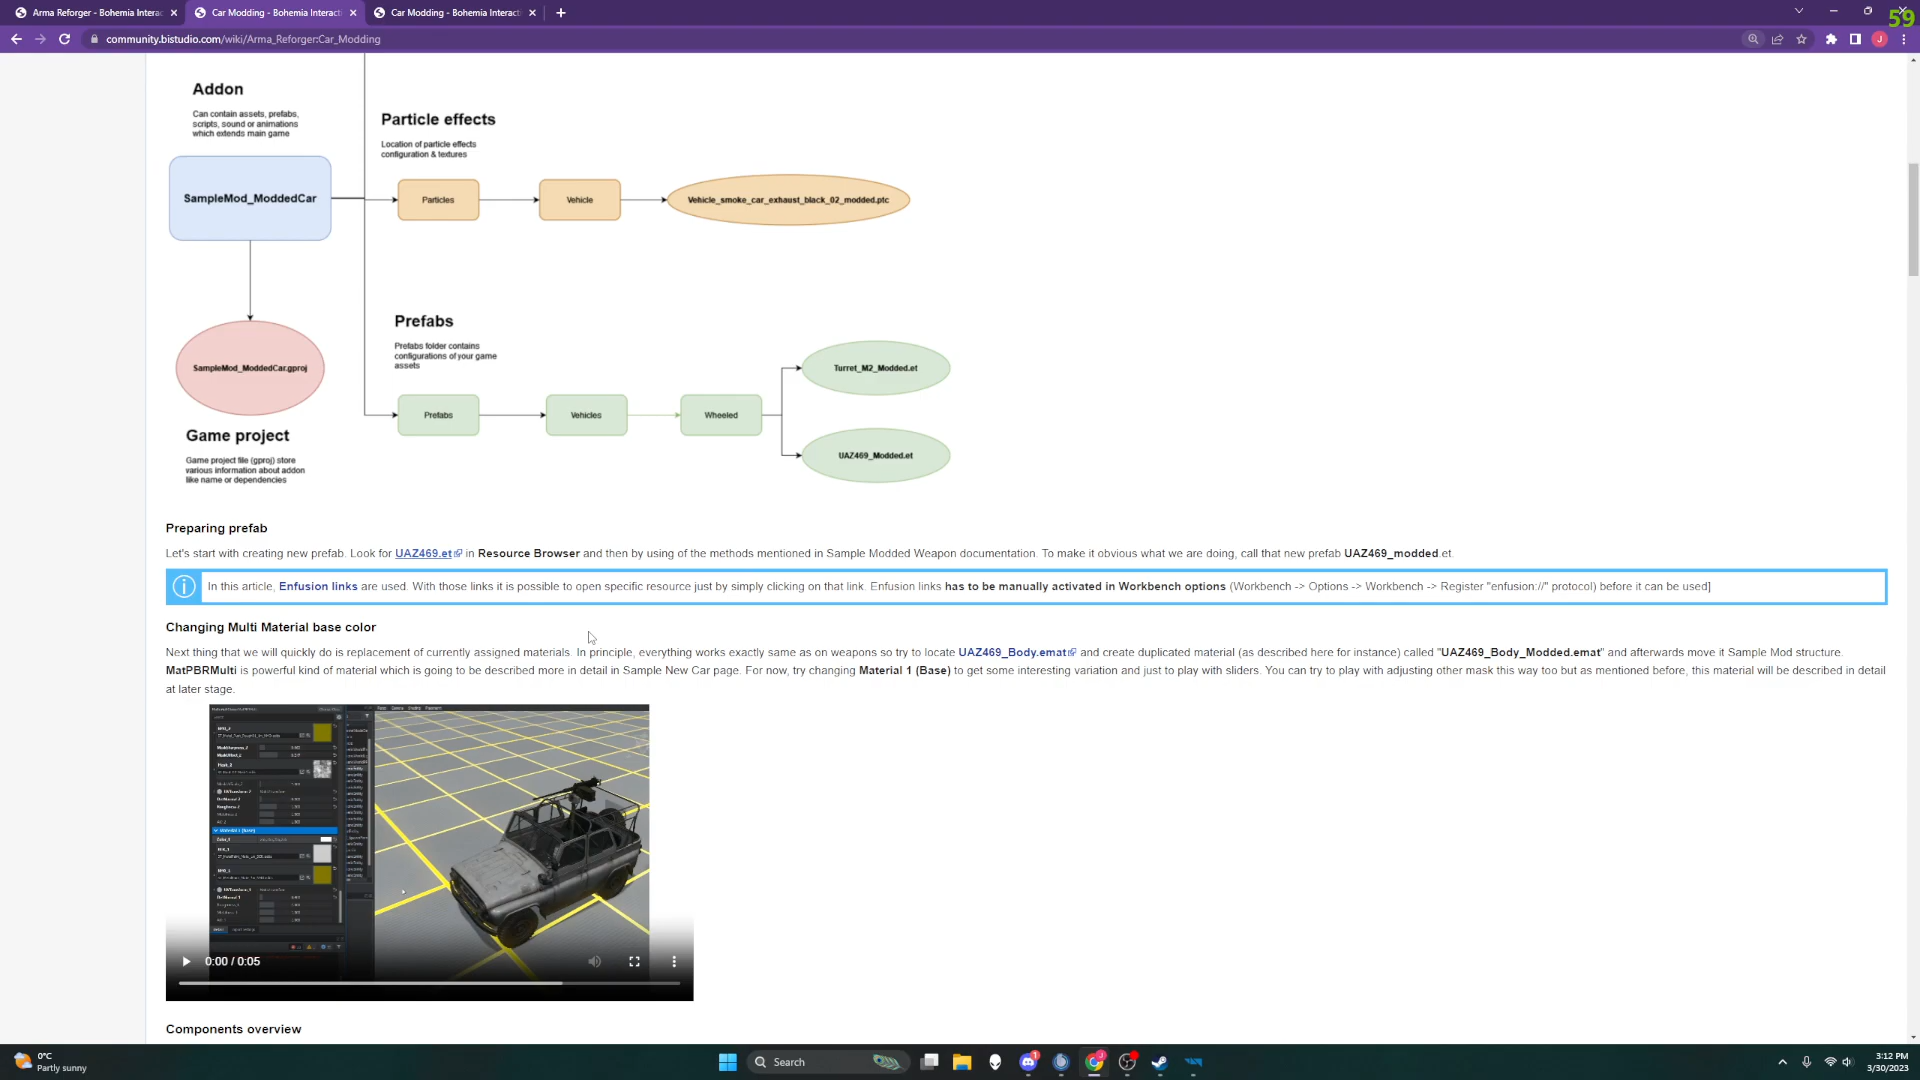 Arma Reforger - Bohemia Interac
Car Modding - Bohemia Interacti
Car Modding - Bohemia Interacti
59
community.bistudio.com/wiki/Arma_Reforger:Car_Modding
J
Addon
Can contain assets, prefabs,
scripts, sound or animations
which extends main game
Particle effects
Location of particle effects
configuration & textures
SampleMod_ModdedCar
Particles
Vehicle
Vehicle_smoke_car_exhaust_black_02_modded.ptc
Prefabs
Prefabs folder contains
configurations of your game
assets
SampleMod_ModdedCar.gproj
Turret_M2_Modded.et
Prefabs
Vehicles
Wheeled
UAZ469_Modded.et
Game project
Game project file (gproj) store
various information about addon
like name or dependencies
Preparing prefab
Let's start with creating new prefab. Look for UAZ469.et in Resource Browser and then by using of the methods mentioned in Sample Modded Weapon documentation. To make it obvious what we are doing, call that new prefab UAZ469_modded.et.
In this article, Enfusion links are used. With those links it is possible to open specific resource just by simply clicking on that link. Enfusion links has to be manually activated in Workbench options (Workbench -> Options -> Workbench -> Register "enfusion://" protocol) before it can be used]
Changing Multi Material base color
Next thing that we will quickly do is replacement of currently assigned materials. In principle, everything works exactly same as on weapons so try to locate UAZ469_Body.emat and create duplicated material (as described here for instance) called "UAZ469_Body_Modded.emat" and afterwards move it Sample Mod structure.
MatPBRMulti is powerful kind of material which is going to be described more in detail in Sample New Car page. For now, try changing Material 1 (Base) to get some interesting variation and just to play with sliders. You can try to play with adjusting other mask this way too but as mentioned before, this material will be described in detail
at later stage.
0:00 / 0:05
Components overview
0°C
Partly sunny
Search
3:12 PM
3/30/2023